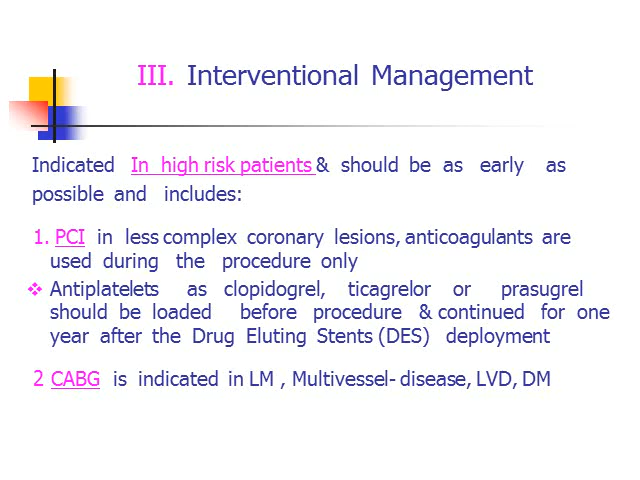 III. Interventional Management
Indicated In high risk patients & should be as early as
possible and includes:
1. PCI in less complex coronary lesions, anticoagulants are
used during the procedure only
❖ Antiplatelets as clopidogrel, ticagrelor or prasugrel
should be loaded before procedure & continued for one
year after the Drug Eluting Stents (DES) deployment
2 CABG is indicated in LM , Multivessel- disease, LVD, DM